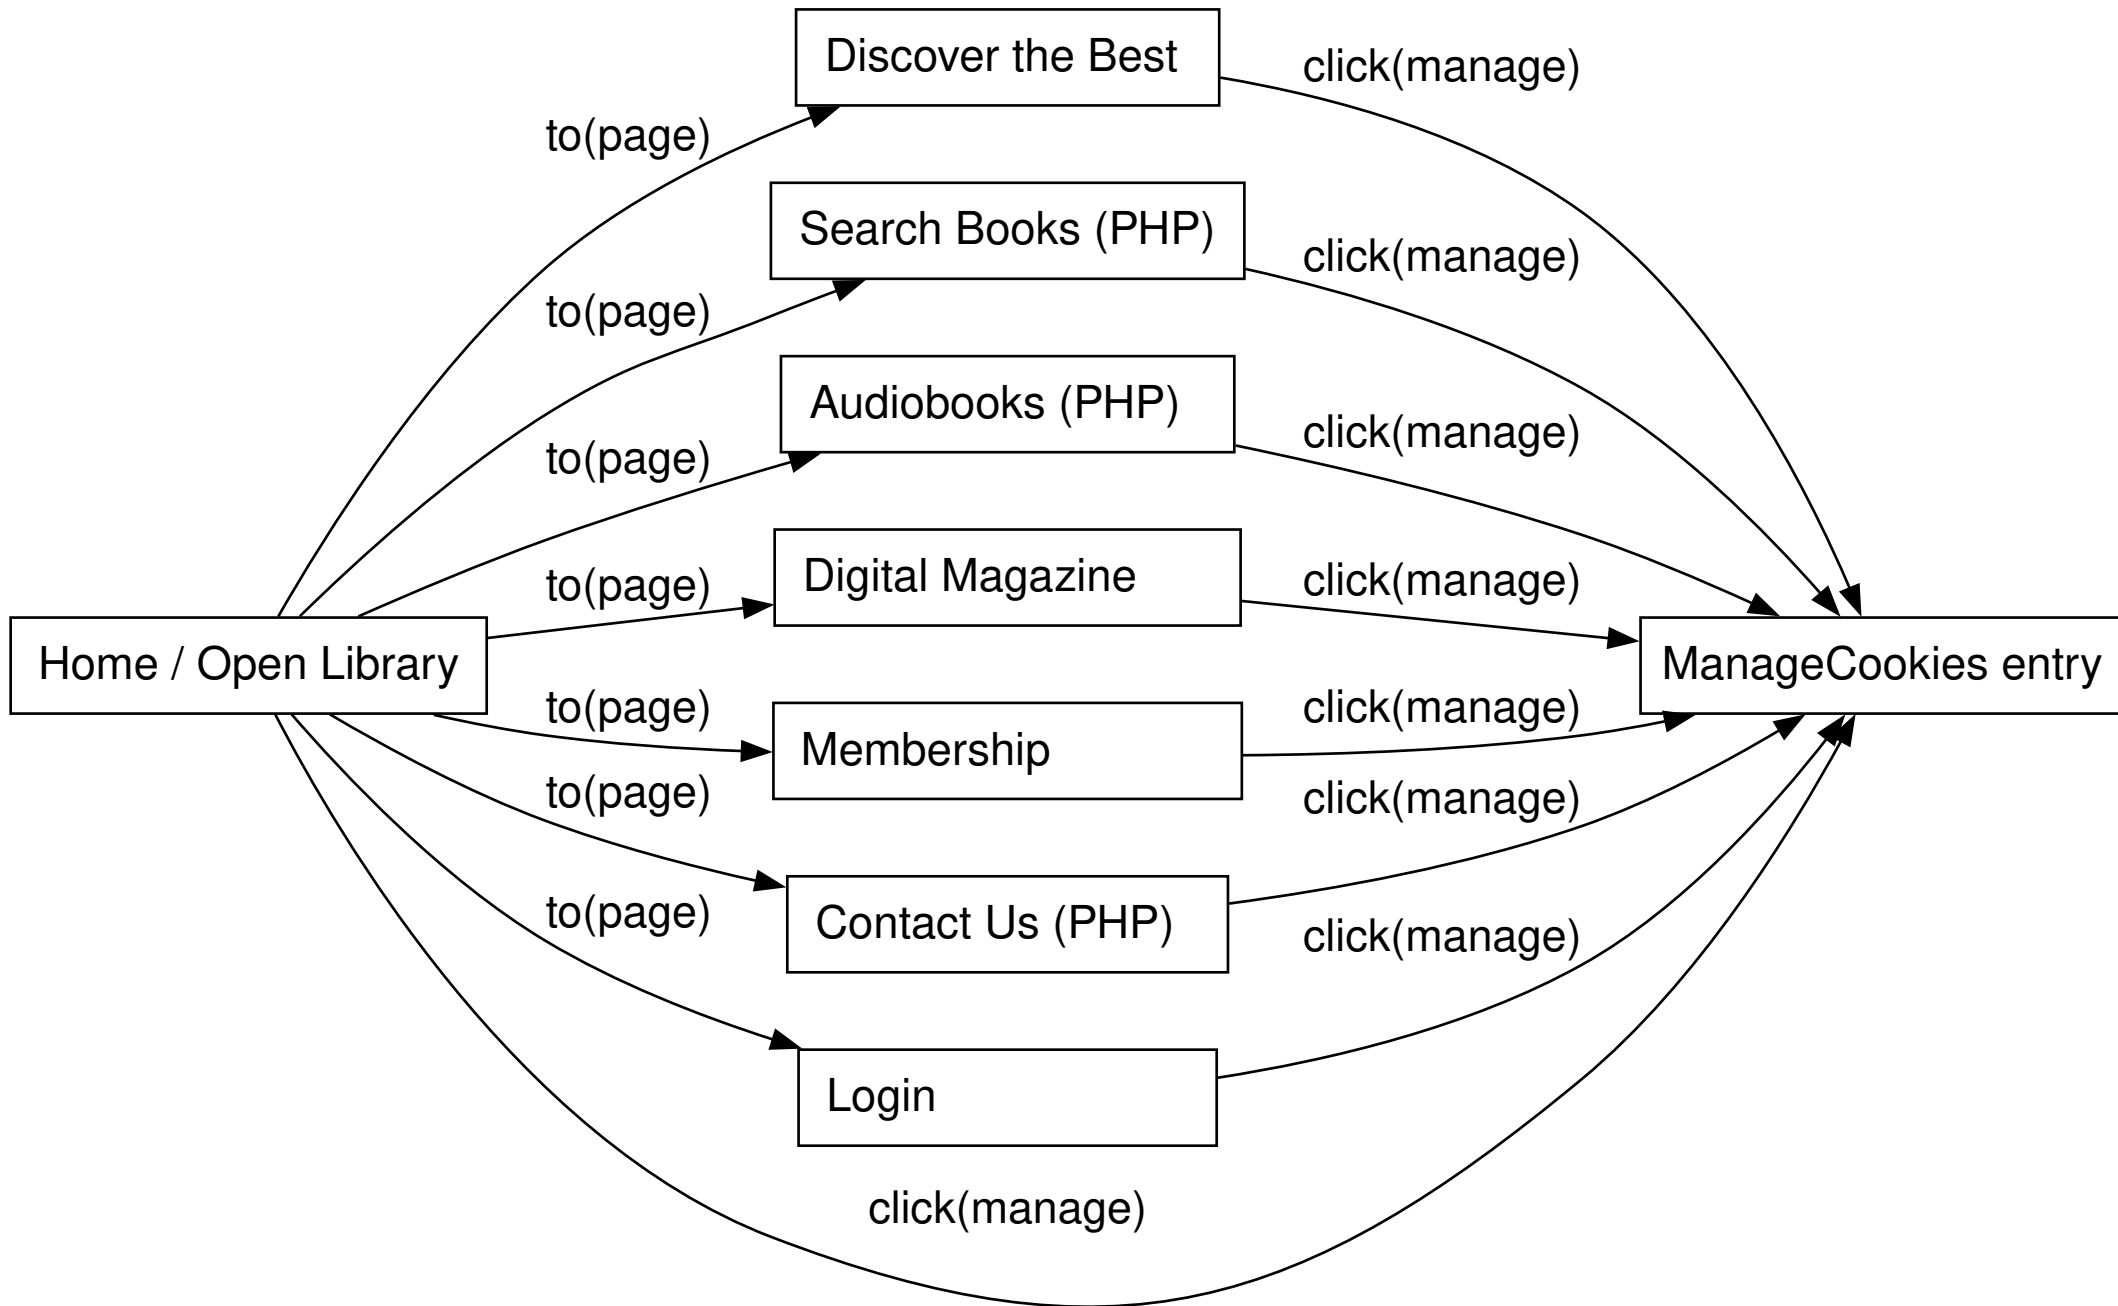 Discover the Best
click(manage)
to(page)
Search Books (PHP)
click(manage)
to(page)
Audiobooks (PHP)
click(manage)
to(page)
Digital Magazine
click(manage)
to(page)
Home / Open Library
ManageCookies entry
to(page)
Membership
click(manage)
to(page)
click(manage)
Contact Us (PHP)
to(page)
click(manage)
Login
click(manage)